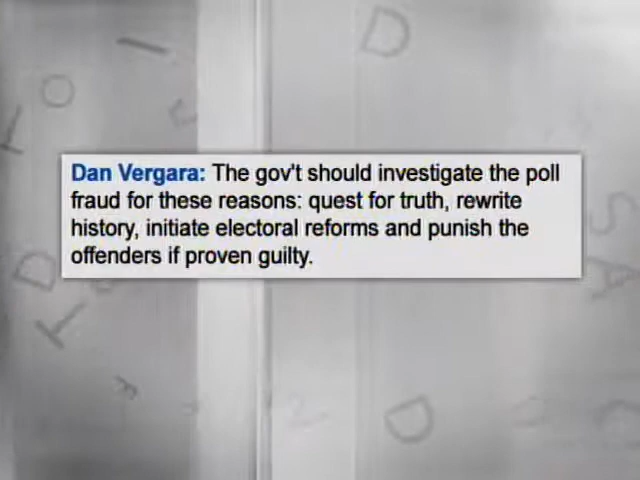 Dan Vergara: The gov't should investigate the poll
fraud for these reasons: quest for truth, rewrite
history, initiate electoral reforms and punish the
offenders if proven guilty.